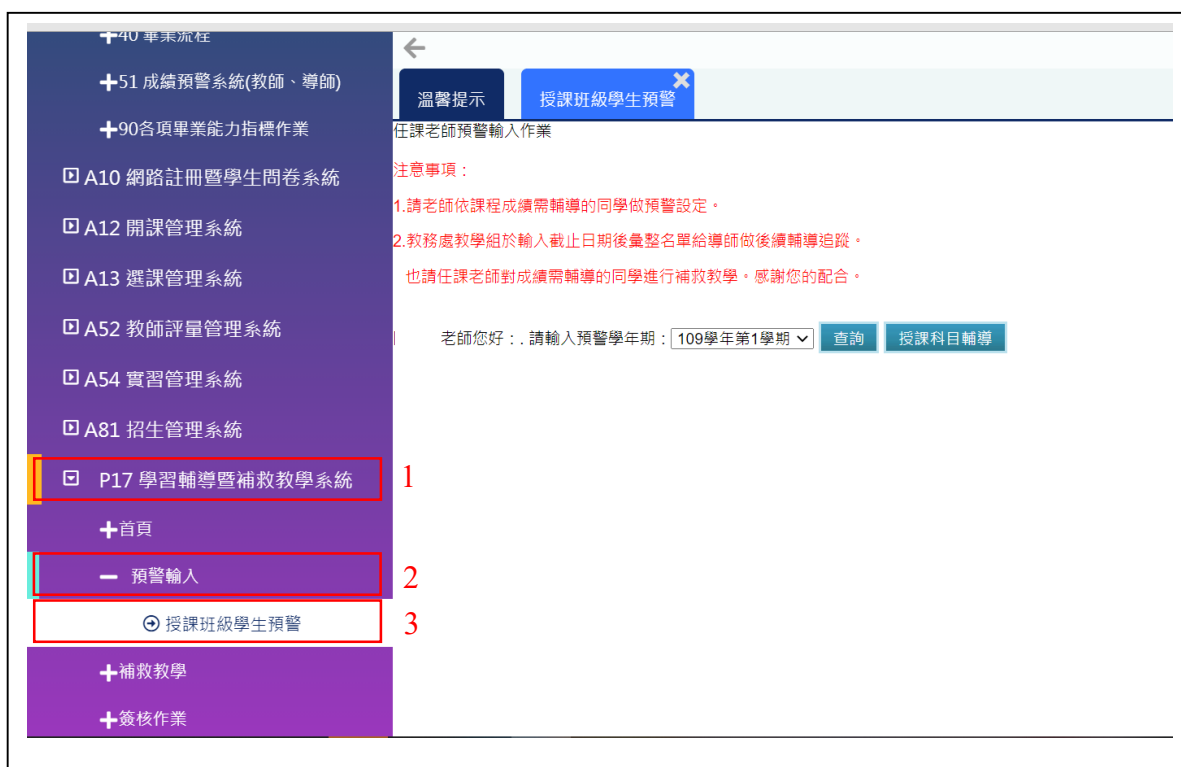 40 畢業流程
51 成績預警系統(教師、導師)
90各項畢業能力指標作業
A10 網路註冊暨學生問卷系統
A12 開課管理系統
A13 選課管理系統
A52 教師評量管理系統
A54 實習管理系統
A81 招生管理系統
P17 學習輔導暨補救教學系統 1
首頁
預警輸入 2
授課班級學生預警 3
補救教學
簽核作業
溫馨提示 授課班級學生預警
任課老師預警輸入作業
注意事項：
1.請老師依課程成績需輔導的同學做預警設定。
2.教務處教學組於輸入截止日期後彙整名單給導師做後續輔導追蹤。
也請任課老師對成績需輔導的同學進行補救教學。感謝您的配合。
老師您好：. 請輸入預警學年期：109學年第1學期 查詢 授課科目輔導